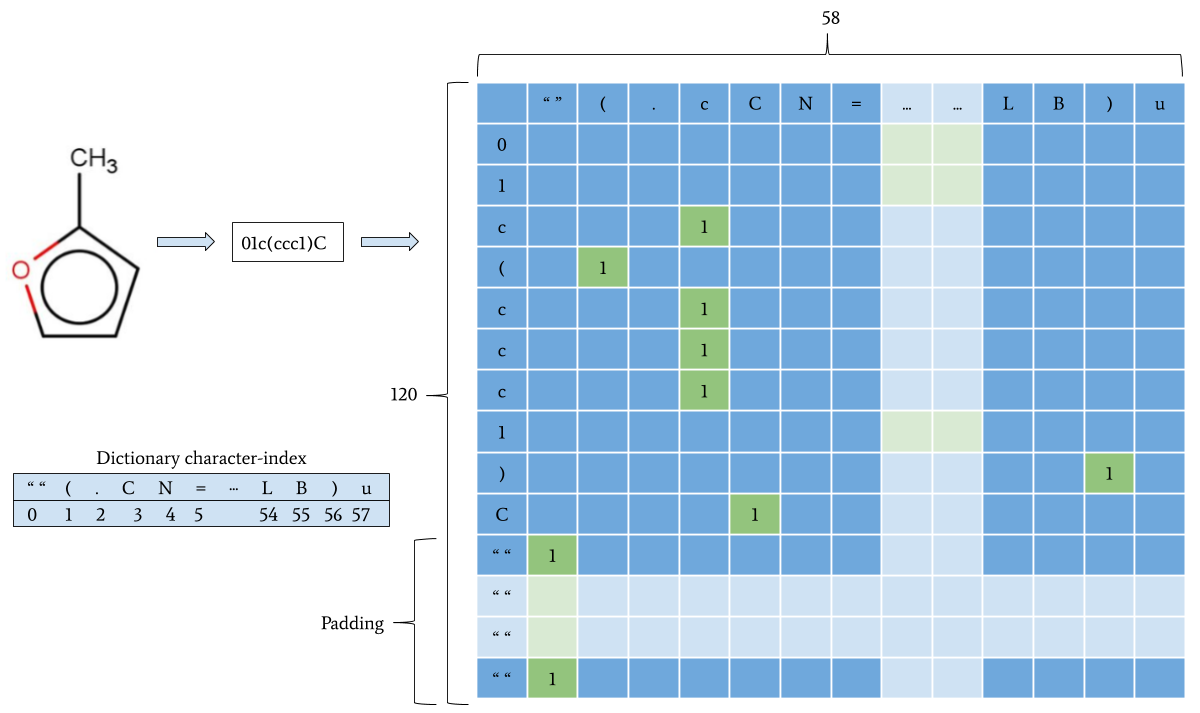 58
“ ” ( . c C N = ... ... L B ) u
0
1
c 1
( 1
c 1
c 1
c 1
1
) 1
C 1
“ “ 1
“ “
“ “
“ “ 1
120
Padding
CH3
O
01c(ccc1)C
Dictionary character-index
“ “ ( . C N = ... L B ) u
0 1 2 3 4 5 54 55 56 57